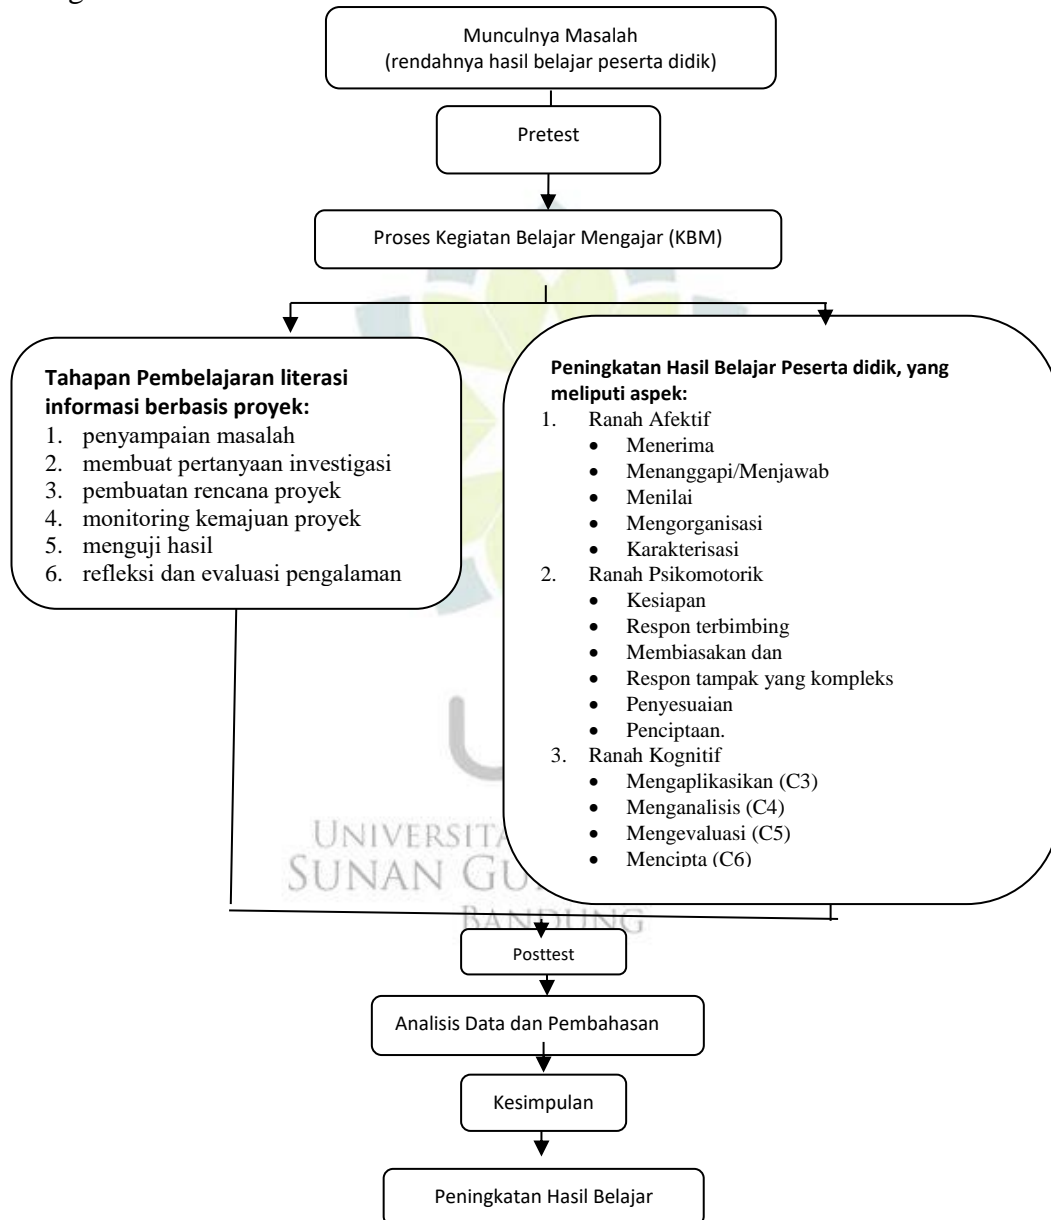 Munculnya Masalah
(rendahnya hasil belajar peserta didik)
Pretest
Proses Kegiatan Belajar Mengajar (KBM)
Tahapan Pembelajaran literasi
informasi berbasis proyek:
1. penyampaian masalah
2. membuat pertanyaan investigasi
3. pembuatan rencana proyek
4. monitoring kemajuan proyek
5. menguji hasil
6. refleksi dan evaluasi pengalaman
Peningkatan Hasil Belajar Peserta didik, yang
meliputi aspek:
1. Ranah Afektif
• Menerima
• Menanggapi/Menjawab
• Menilai
• Mengorganisasi
• Karakterisasi
2. Ranah Psikomotorik
• Kesiapan
• Respon terbimbing
• Membiasakan dan
• Respon tampak yang kompleks
• Penyesuaian
• Penciptaan.
3. Ranah Kognitif
• Mengaplikasikan (C3)
• Menganalisis (C4)
• Mengevaluasi (C5)
• Mencipta (C6)
SUNAN
BANDUNG
Posttest
Analisis Data dan Pembahasan
Kesimpulan
Peningkatan Hasil Belajar